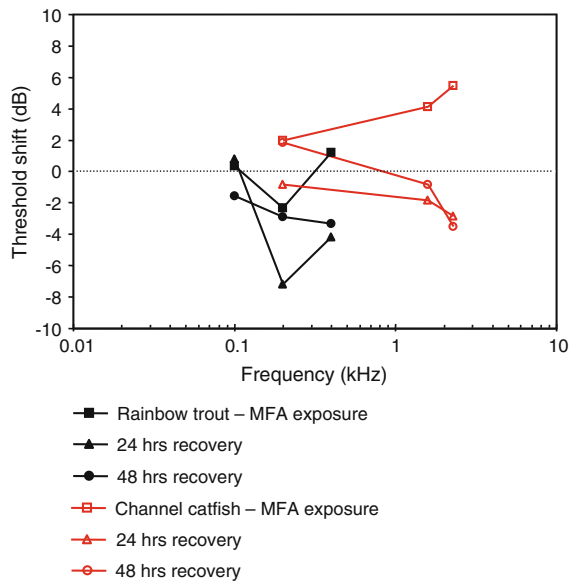 10
8
6
4
2
0
-2
-4
-6
-8
-10
Threshold shift (dB)
0.01 0.1 1 10
Frequency (kHz)
Rainbow trout – MFA exposure
24 hrs recovery
48 hrs recovery
Channel catfish – MFA exposure
24 hrs recovery
48 hrs recovery